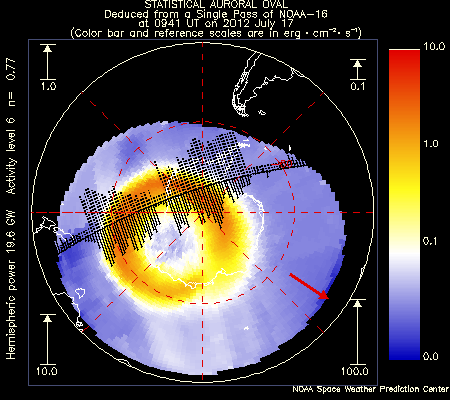 STATISTICAL AURORAL OVAL
Deduced from a Single Pass of NOAA-16
at 0941 UT on 2012 July 17
(Color bar and reference scales are in erg·cm⁻²·s⁻¹)
Hemispheric power 19.6 GW Activity level 6 n= 0.77
1.0
0.1
10.0
100.0
10.0
1.0
0.1
0.0
NOAA Space Weather Prediction Center